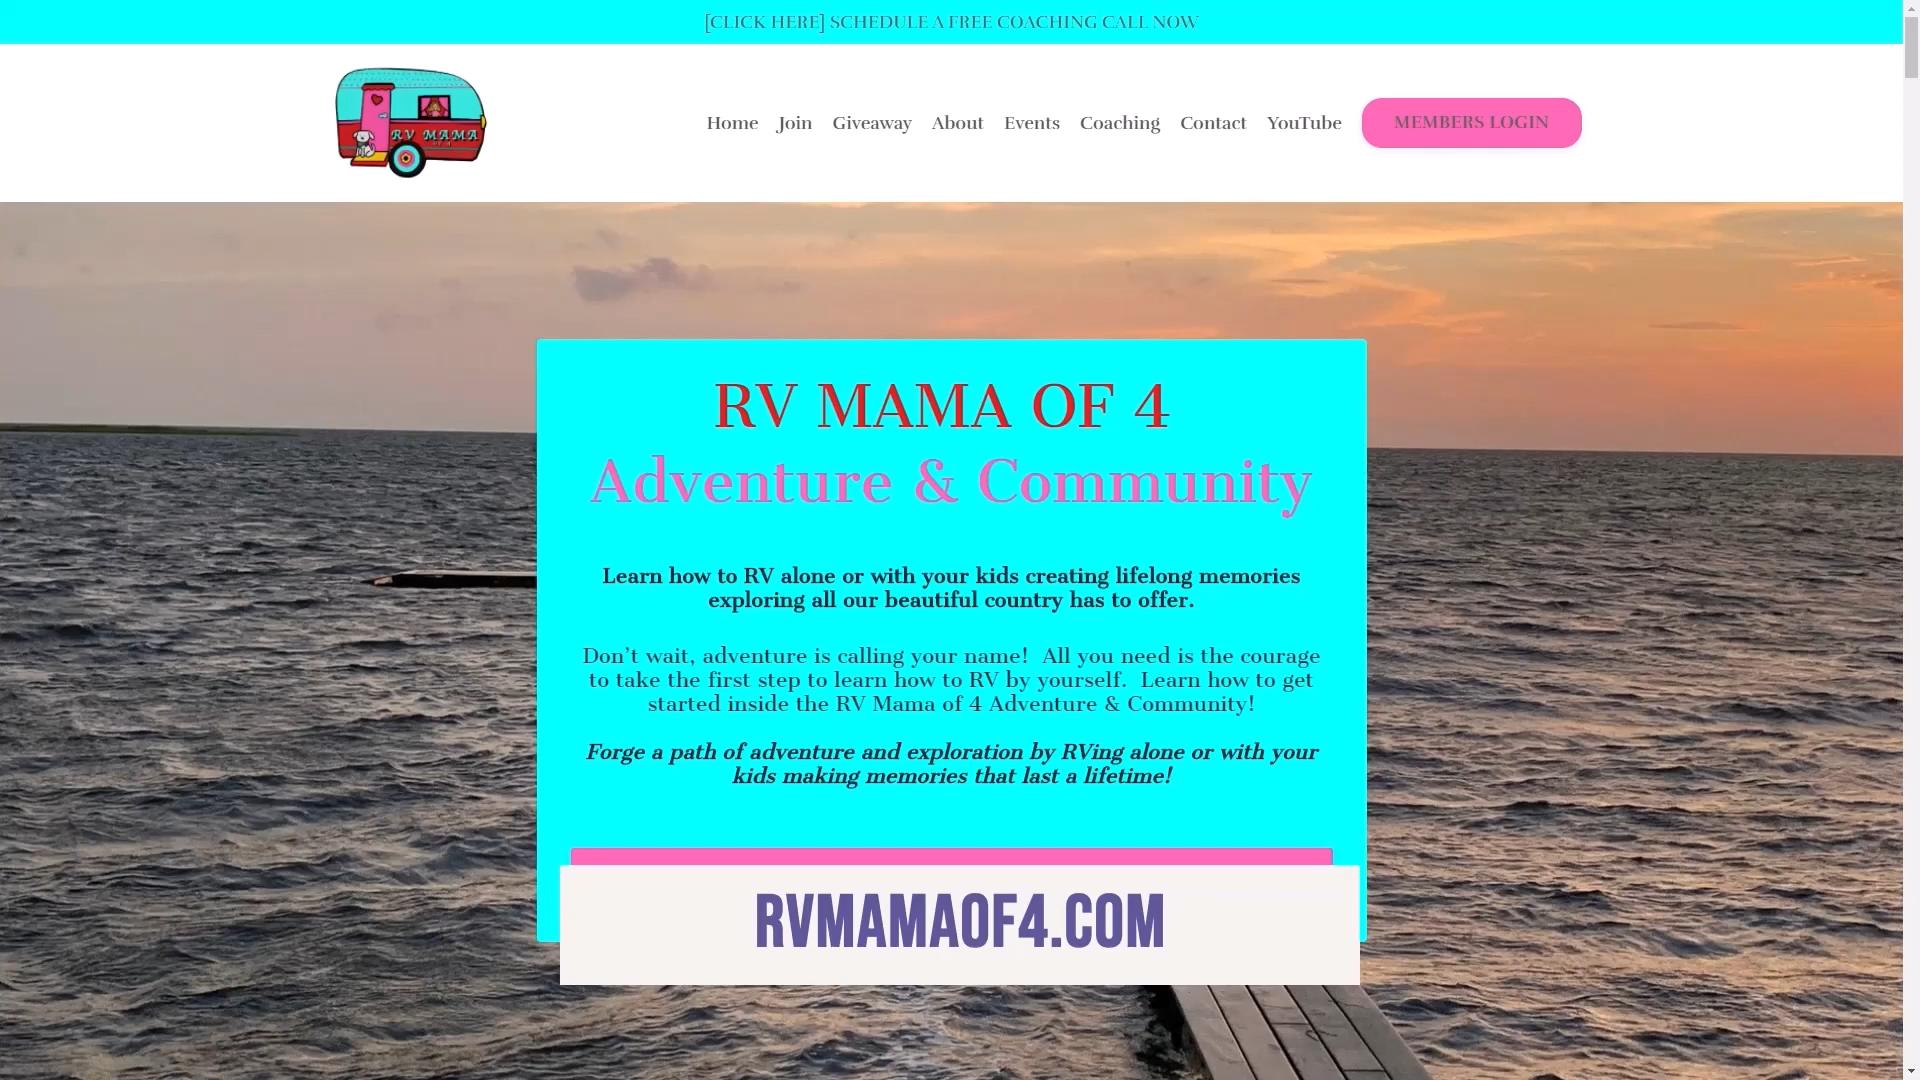 [CLICK HERE] SCHEDULE A FREE COACHING CALL NOW
RV MAMA
OF 4
Home Join Giveaway About Events Coaching Contact YouTube MEMBERS LOGIN
RV MAMA OF 4
Adventure & Community
Learn how to RV alone or with your kids creating lifelong memories
exploring all our beautiful country has to offer.
Don’t wait, adventure is calling your name! All you need is the courage
to take the first step to learn how to RV by yourself. Learn how to get
started inside the RV Mama of 4 Adventure & Community!
Forge a path of adventure and exploration by RVing alone or with your
kids making memories that last a lifetime!
RVMAMAOF4.COM